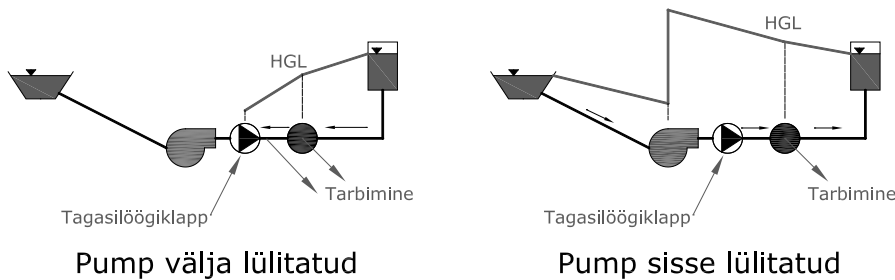 HGL
Tarbimine
Tagasilöögiklapp
Pump välja lülitatud
HGL
Tarbimine
Tagasilöögiklapp
Pump sisse lülitatud